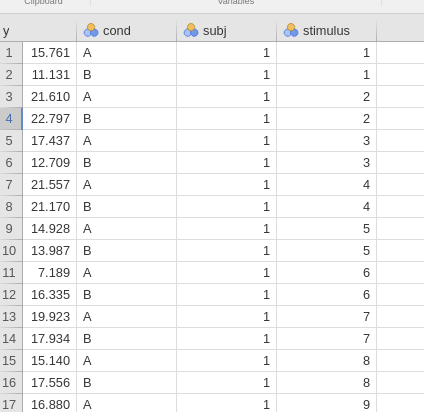 Clipboard Variables
y cond subj stimulus
1 15.761 A 1 1
2 11.131 B 1 1
3 21.610 A 1 2
4 22.797 B 1 2
5 17.437 A 1 3
6 12.709 B 1 3
7 21.557 A 1 4
8 21.170 B 1 4
9 14.928 A 1 5
10 13.987 B 1 5
11 7.189 A 1 6
12 16.335 B 1 6
13 19.923 A 1 7
14 17.934 B 1 7
15 15.140 A 1 8
16 17.556 B 1 8
17 16.880 A 1 9